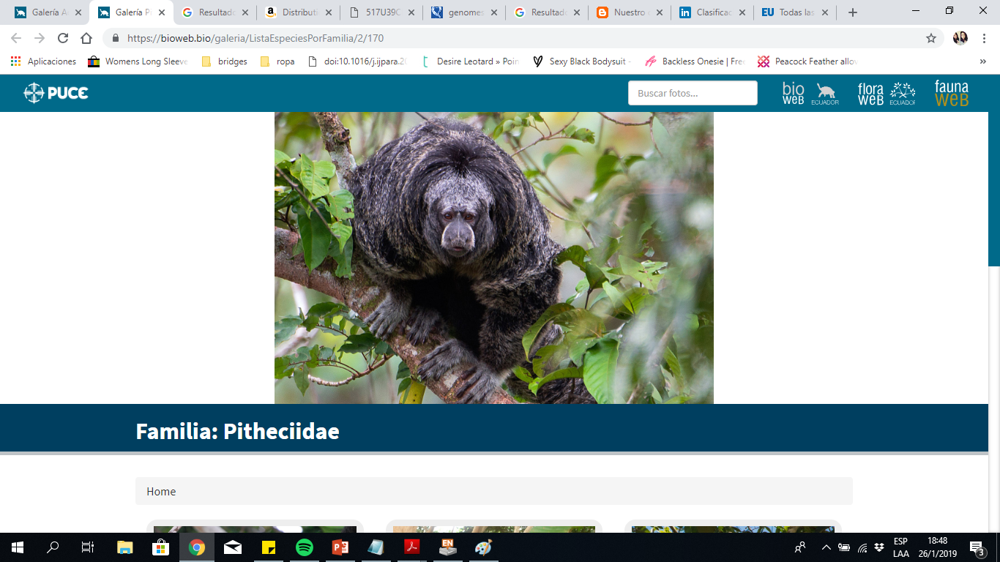 Galería A
Galería P
Resultado
Distributi
517U39C
genomes
Resultado
Nuestro
Clasificac
EU Todas las
https://bioweb.bio/galeria/ListaEspeciesPorFamilia/2/170
Aplicaciones Womens Long Sleeve bridges ropa doi:10.1016/j.ijpara.20 Desire Leotard » Poin Sexy Black Bodysuit - Backless Onesie | Free Peacock Feather allov »
PUCE Buscar fotos... bio WEB ECUADOR flora WEB ECUADOR fauna WEB
Familia: Pitheciidae
Home
ESP 18:48
LAA 26/1/2019 3